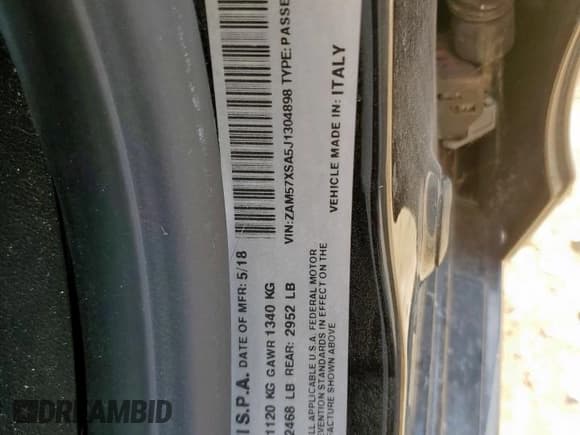 I S.P.A. DATE OF MFR: 5/18
1120 KG GAWR 1340 KG
2468 LB REAR: 2952 LB
VIN:ZAM57XSA5J1304898 TYPE:PASSE
VEHICLE MADE IN: ITALY
LL APPLICABLE U.S.A. FEDERAL MOTOR
EVENTION STANDARDS IN EFFECT ON THE
FACTURE SHOWN ABOVE
DREAMBID